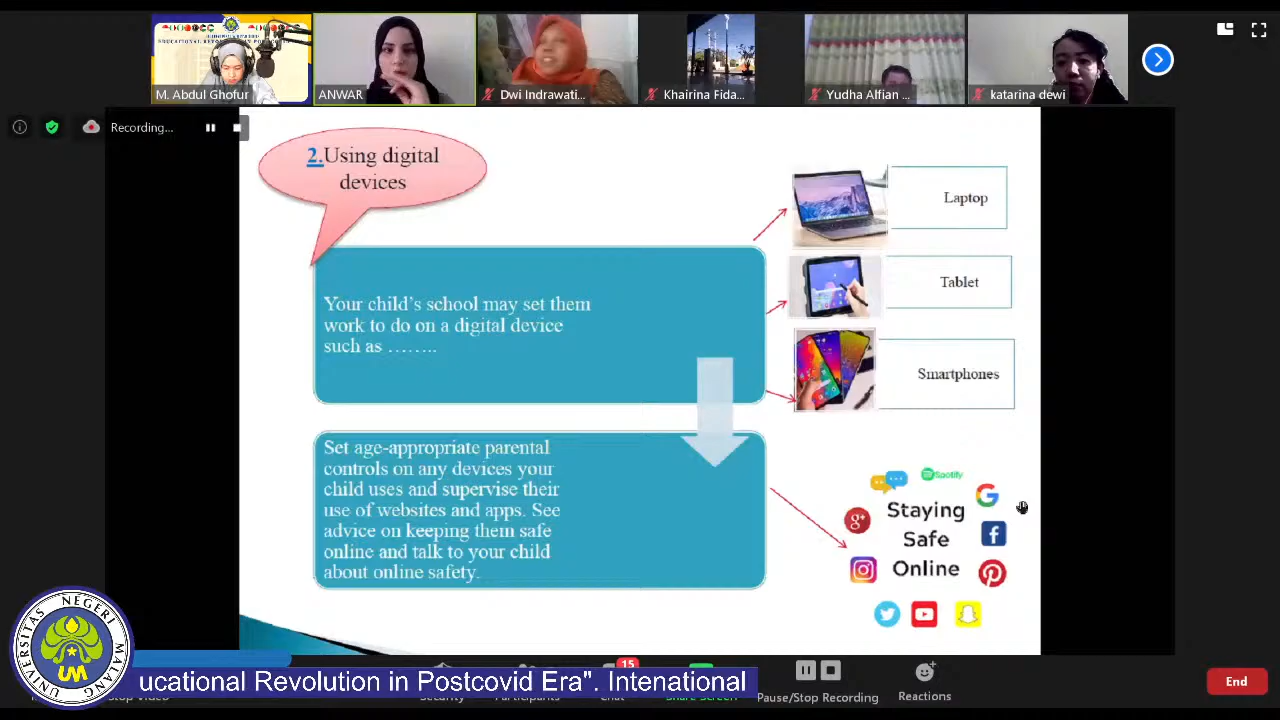 M. Abdul Ghofur
ANWAR
Dwi Indrawati...
Khairina Fida...
Yudha Alfian ...
katarina dewi
Recording...
2.Using digital
devices
Your child's school may set them
work to do on a digital device
such as ……..
Laptop
Tablet
Smartphones
Set age-appropriate parental
controls on any devices your
child uses and supervise their
use of websites and apps. See
advice on keeping them safe
online and talk to your child
about online safety.
Spotify
Staying
Safe
Online
UNIVERSITAS NEGERI MALANG
UM
15
ucational Revolution in Postcovid Era". Intenational
Pause/Stop Recording
Reactions
End